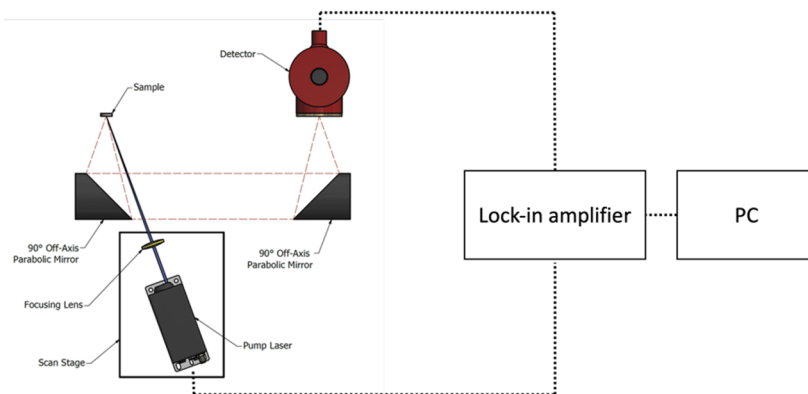 Detector
Sample
Lock-in amplifier
PC
90° Off-Axis
Parabolic Mirror
90° Off-Axis
Parabolic Mirror
Focusing Lens
Pump Laser
Scan Stage